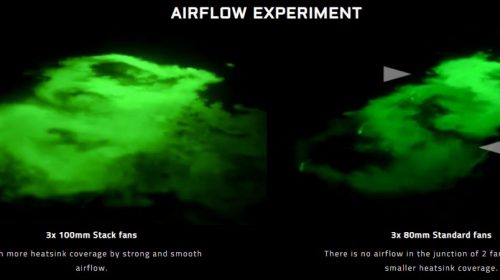 AIRFLOW EXPERIMENT
3x 100mm Stack fans
more heatsink coverage by strong and smooth
airflow.
3x 80mm Standard fans
There is no airflow in the junction of 2
smaller heatsink coverage